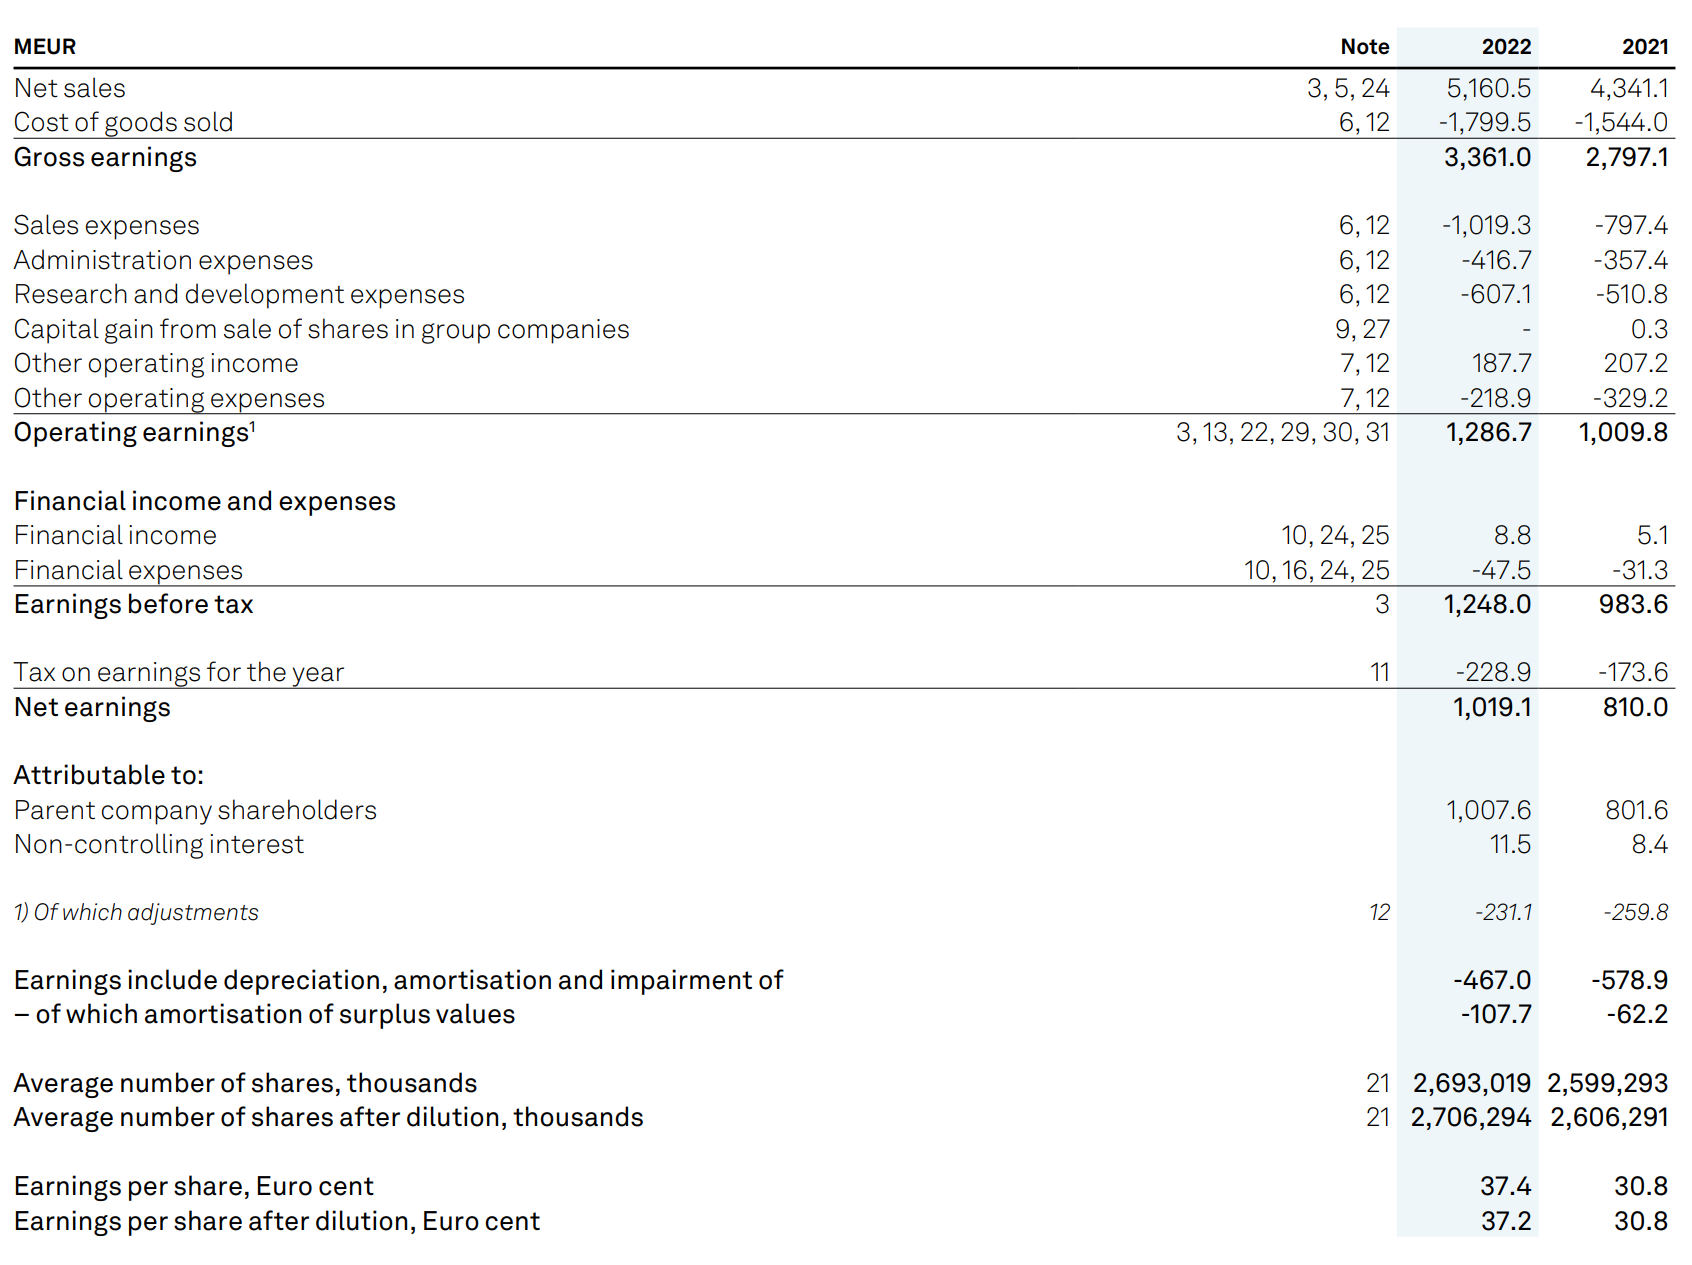 MEUR Note 2022 2021
Net sales 3, 5, 24 5,160.5 4,341.1
Cost of goods sold 6, 12 -1,799.5 -1,544.0
Gross earnings 3,361.0 2,797.1
Sales expenses 6, 12 -1,019.3 -797.4
Administration expenses 6, 12 -416.7 -357.4
Research and development expenses 6, 12 -607.1 -510.8
Capital gain from sale of shares in group companies 9, 27 - 0.3
Other operating income 7, 12 187.7 207.2
Other operating expenses 7, 12 -218.9 -329.2
Operating earnings¹ 3, 13, 22, 29, 30, 31 1,286.7 1,009.8
Financial income and expenses
Financial income 10, 24, 25 8.8 5.1
Financial expenses 10, 16, 24, 25 -47.5 -31.3
Earnings before tax 3 1,248.0 983.6
Tax on earnings for the year 11 -228.9 -173.6
Net earnings 1,019.1 810.0
Attributable to:
Parent company shareholders 1,007.6 801.6
Non-controlling interest 11.5 8.4
1) Of which adjustments 12 -231.1 -259.8
Earnings include depreciation, amortisation and impairment of -467.0 -578.9
– of which amortisation of surplus values -107.7 -62.2
Average number of shares, thousands 21 2,693,019 2,599,293
Average number of shares after dilution, thousands 21 2,706,294 2,606,291
Earnings per share, Euro cent 37.4 30.8
Earnings per share after dilution, Euro cent 37.2 30.8